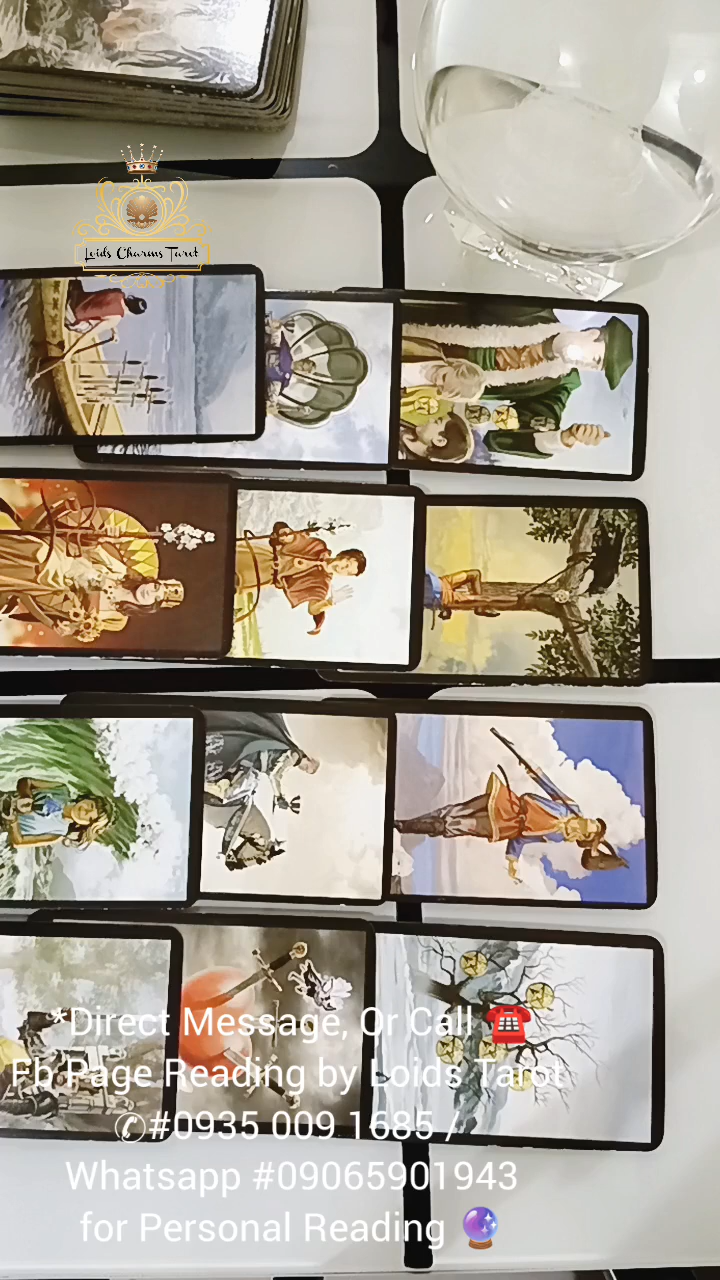 Loids Charms Tarot
*Direct Message, Or Call ☎️
Fb Page Reading by Loids Tarot
✆#0935 009 1685 /
Whatsapp #09065901943
for Personal Reading 🔮